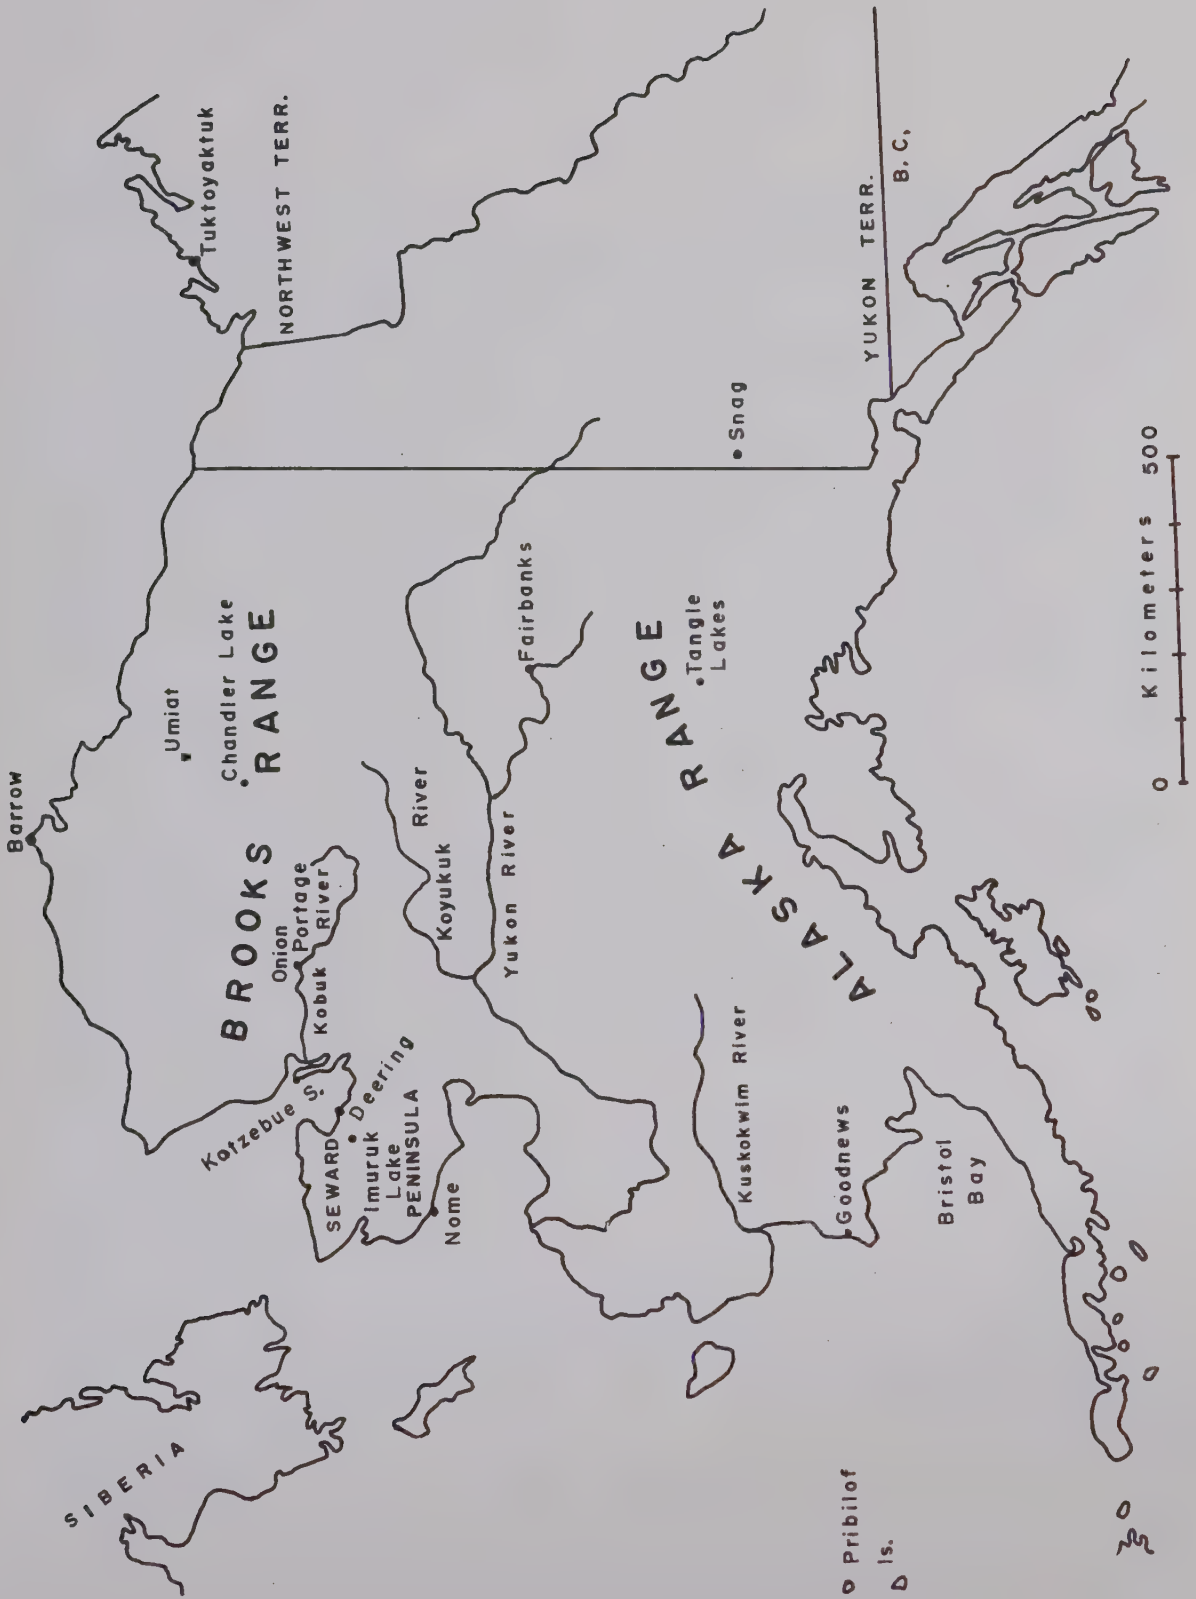 Barrow
Tuktoyaktuk
Umiat
Chandler Lake
SIBERIA
BROOKS RANGE
NORTHWEST TERR.
Onion
Portage
Kobuk River
Kotzebue S.
Deering
SEWARD
Imuruk
Lake
PENINSULA
Nome
Koyukuk River
Yukon River
Fairbanks
Tangle
Lakes
ALASKA RANGE
Snag
Kuskokwim River
Goodnews
Bristol
Bay
YUKON TERR.
B. C.
Pribilof
Is.
Kilometers
0 500